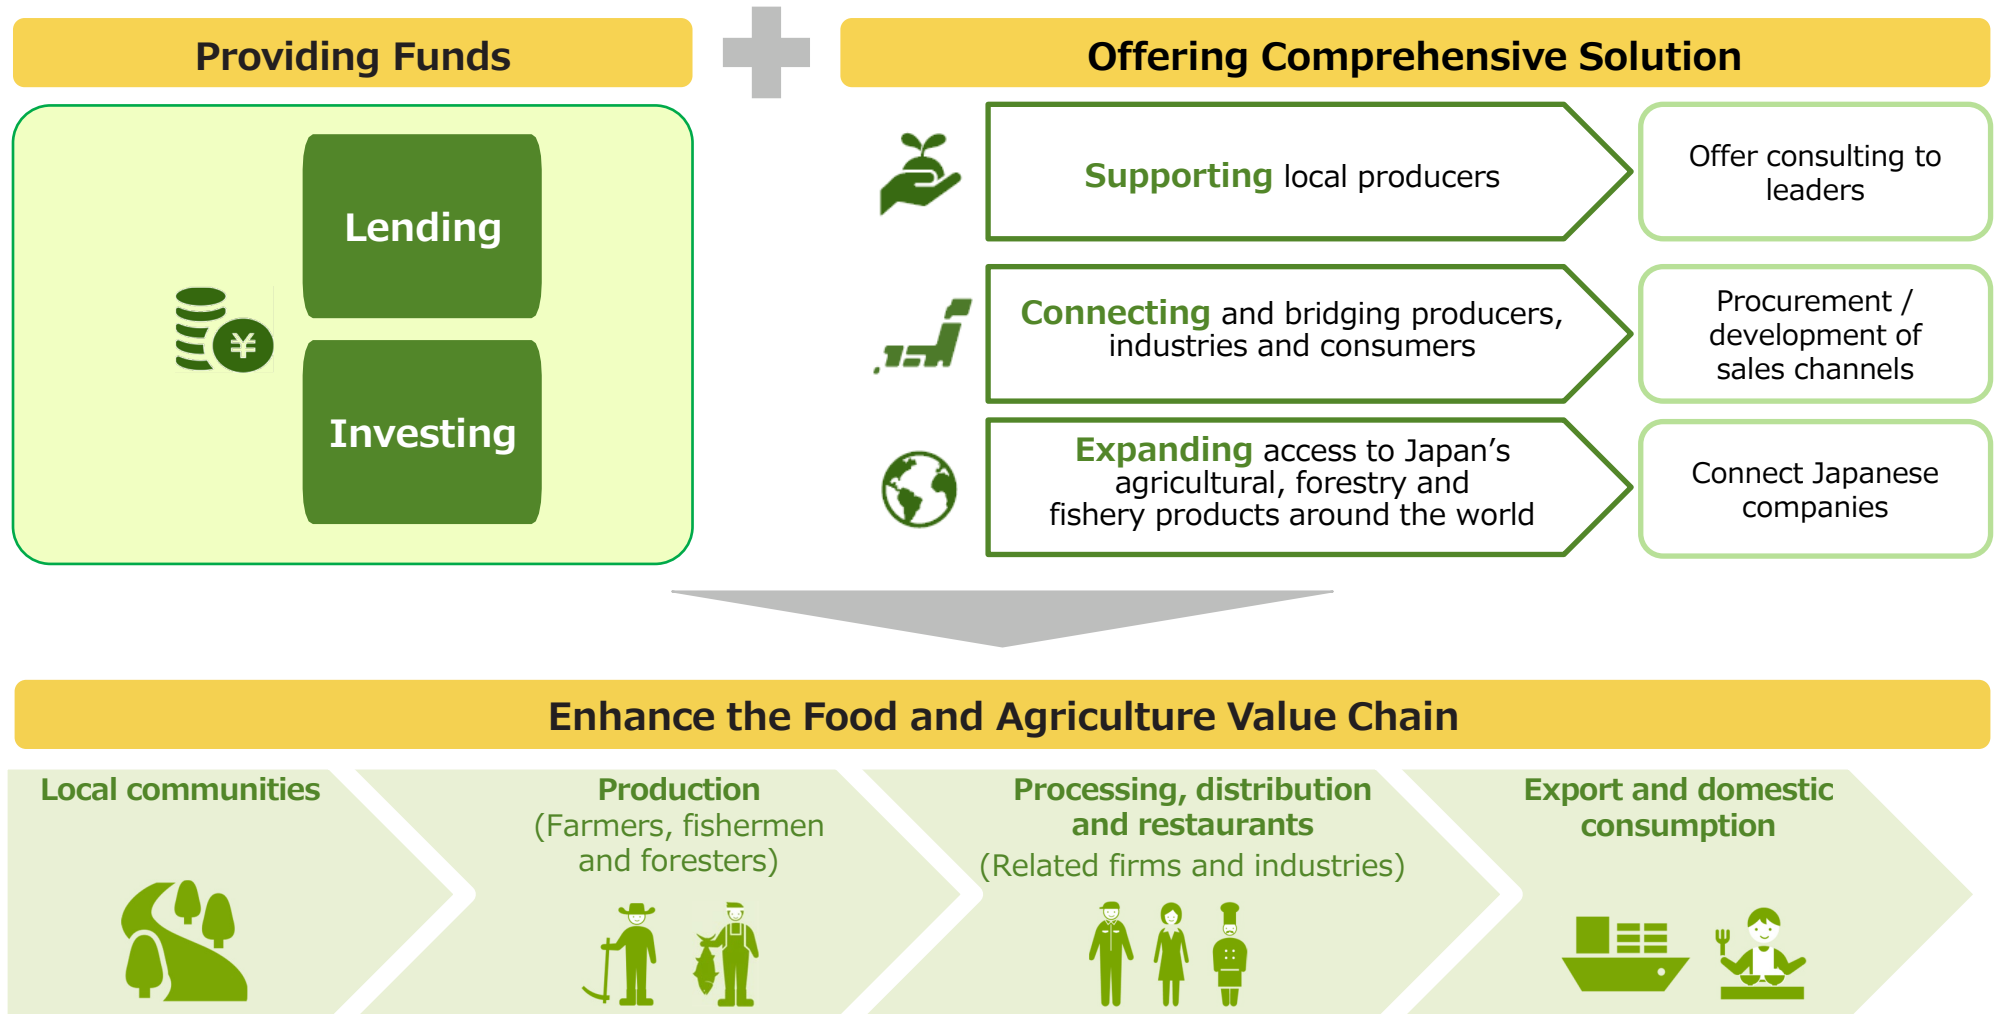 Providing Funds
Offering Comprehensive Solution
Lending
Investing
¥
Supporting local producers
Offer consulting to
leaders
Connecting and bridging producers,
industries and consumers
Procurement /
development of
sales channels
Expanding access to Japan’s
agricultural, forestry and
fishery products around the world
Connect Japanese
companies
Enhance the Food and Agriculture Value Chain
Local communities
Production
(Farmers, fishermen
and foresters)
Processing, distribution
and restaurants
(Related firms and industries)
Export and domestic
consumption